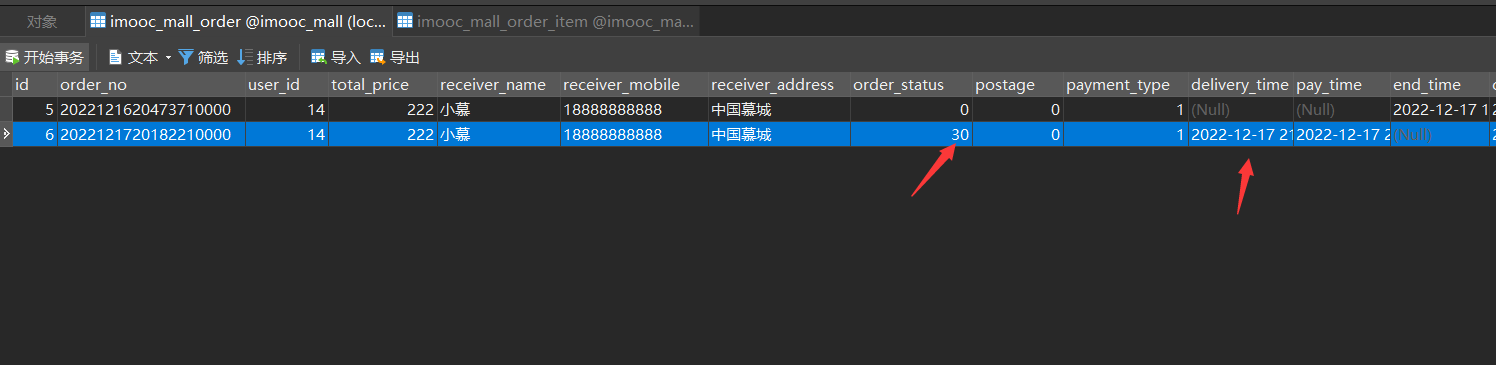 对象 imooc_mall_order @imooc_mall (loc... imooc_mall_order_item @imooc_ma...
开始事务 文本 筛选 排序 导入 导出
id order_no user_id total_price receiver_name receiver_mobile receiver_address order_status postage payment_type delivery_time pay_time end_time
5 2022121620473710000 14 222 小慕 18888888888 中国慕城 0 0 1 (Null) (Null) 2022-12-17 1
6 2022121720182210000 14 222 小慕 18888888888 中国慕城 30 0 1 2022-12-17 21 2022-12-17 2 (Null)